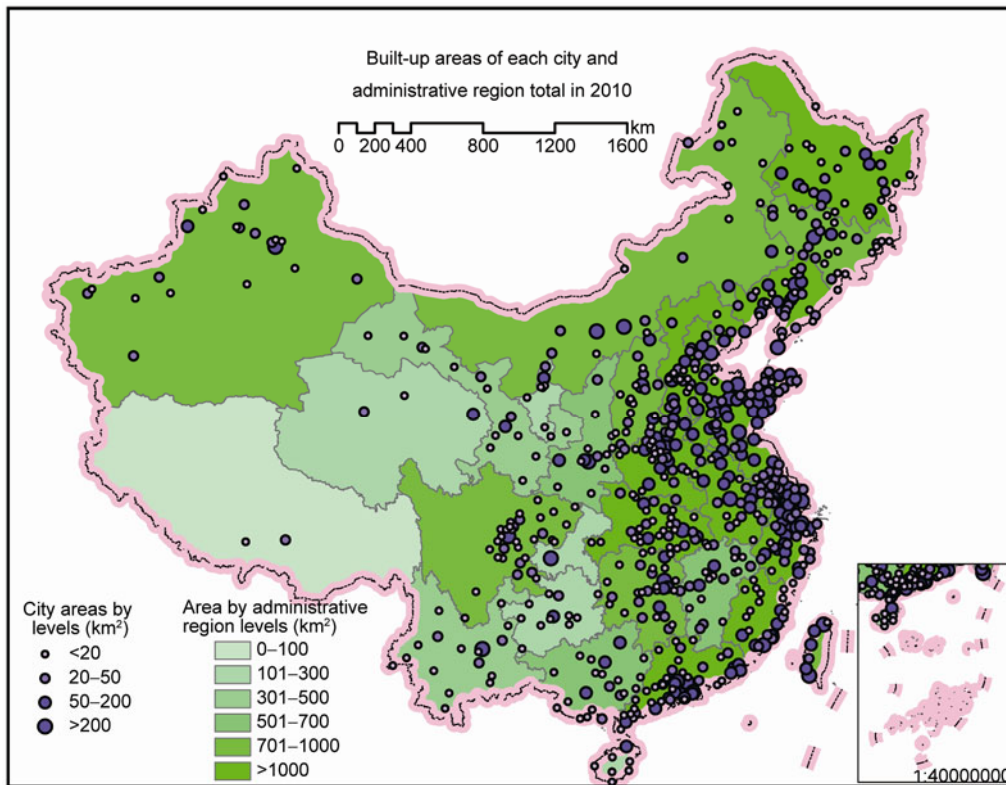 Built-up areas of each city and
administrative region total in 2010
km
0 200 400 800 1200 1600
City areas by
levels (km²)
<20
20–50
50–200
>200
Area by administrative
region levels (km²)
0–100
101–300
301–500
501–700
701–1000
>1000
1:40000000